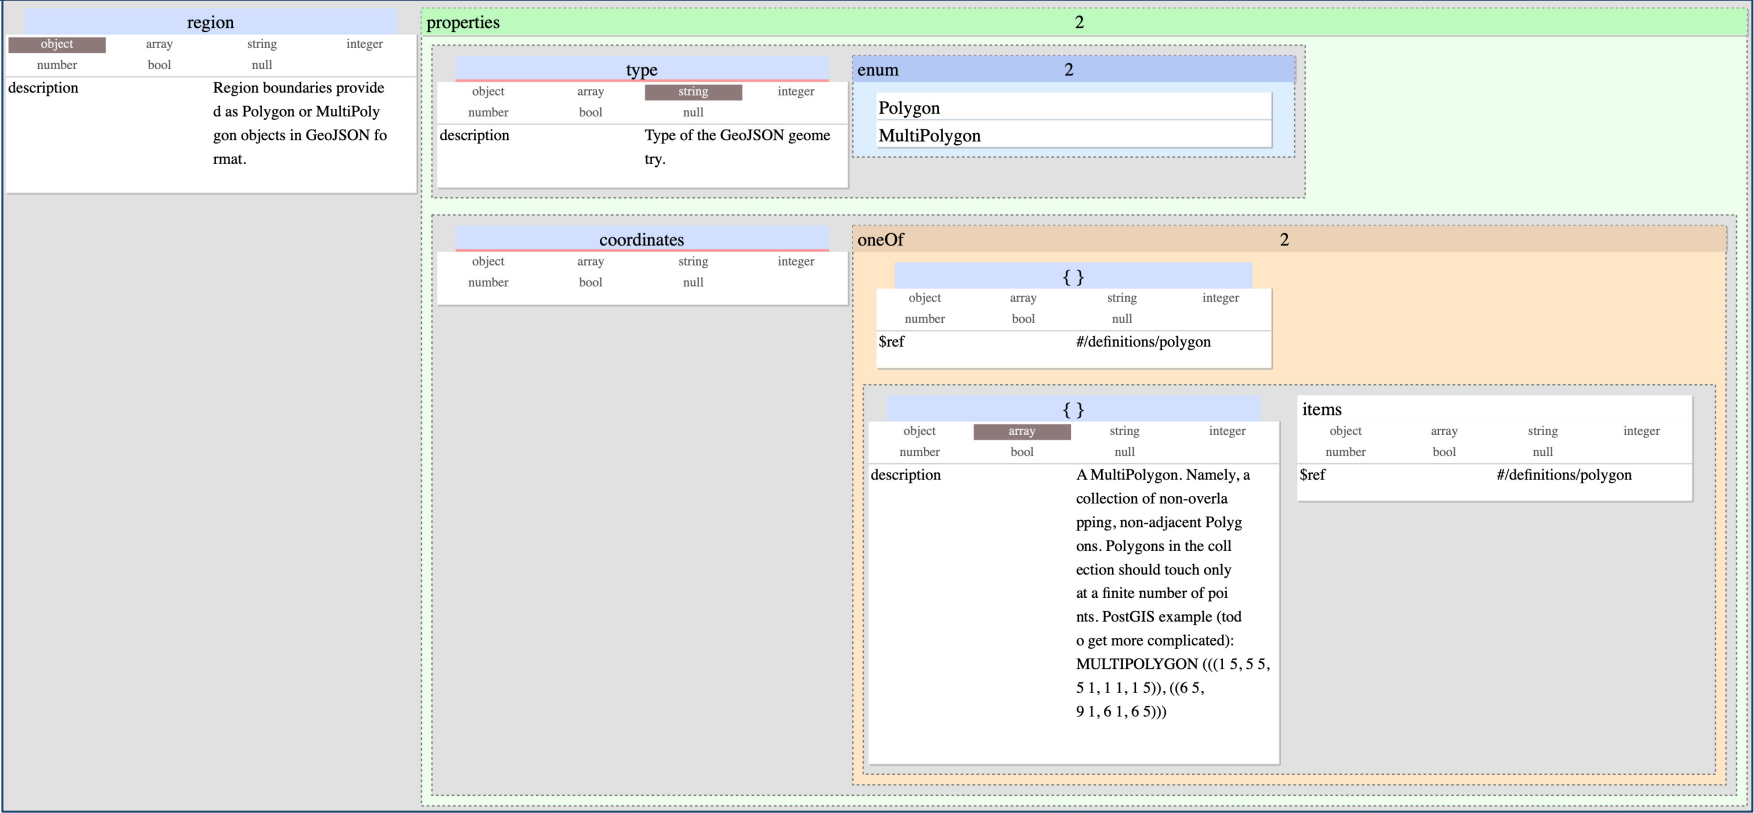 region
object array string integer
number bool null
description Region boundaries provide
d as Polygon or MultiPoly
gon objects in GeoJSON fo
rmat.
properties 2
type
object array string integer
number bool null
description Type of the GeoJSON geome
try.
enum 2
Polygon
MultiPolygon
coordinates
object array string integer
number bool null
oneOf 2
{ }
object array string integer
number bool null
$ref #/definitions/polygon
{ }
object array string integer
number bool null
description A MultiPolygon. Namely, a
collection of non-overla
pping, non-adjacent Polyg
ons. Polygons in the coll
ection should touch only
at a finite number of poi
nts. PostGIS example (tod
o get more complicated):
MULTIPOLYGON (((1 5, 5 5,
5 1, 1 1, 1 5)), ((6 5,
9 1, 6 1, 6 5)))
items
object array string integer
number bool null
$ref #/definitions/polygon